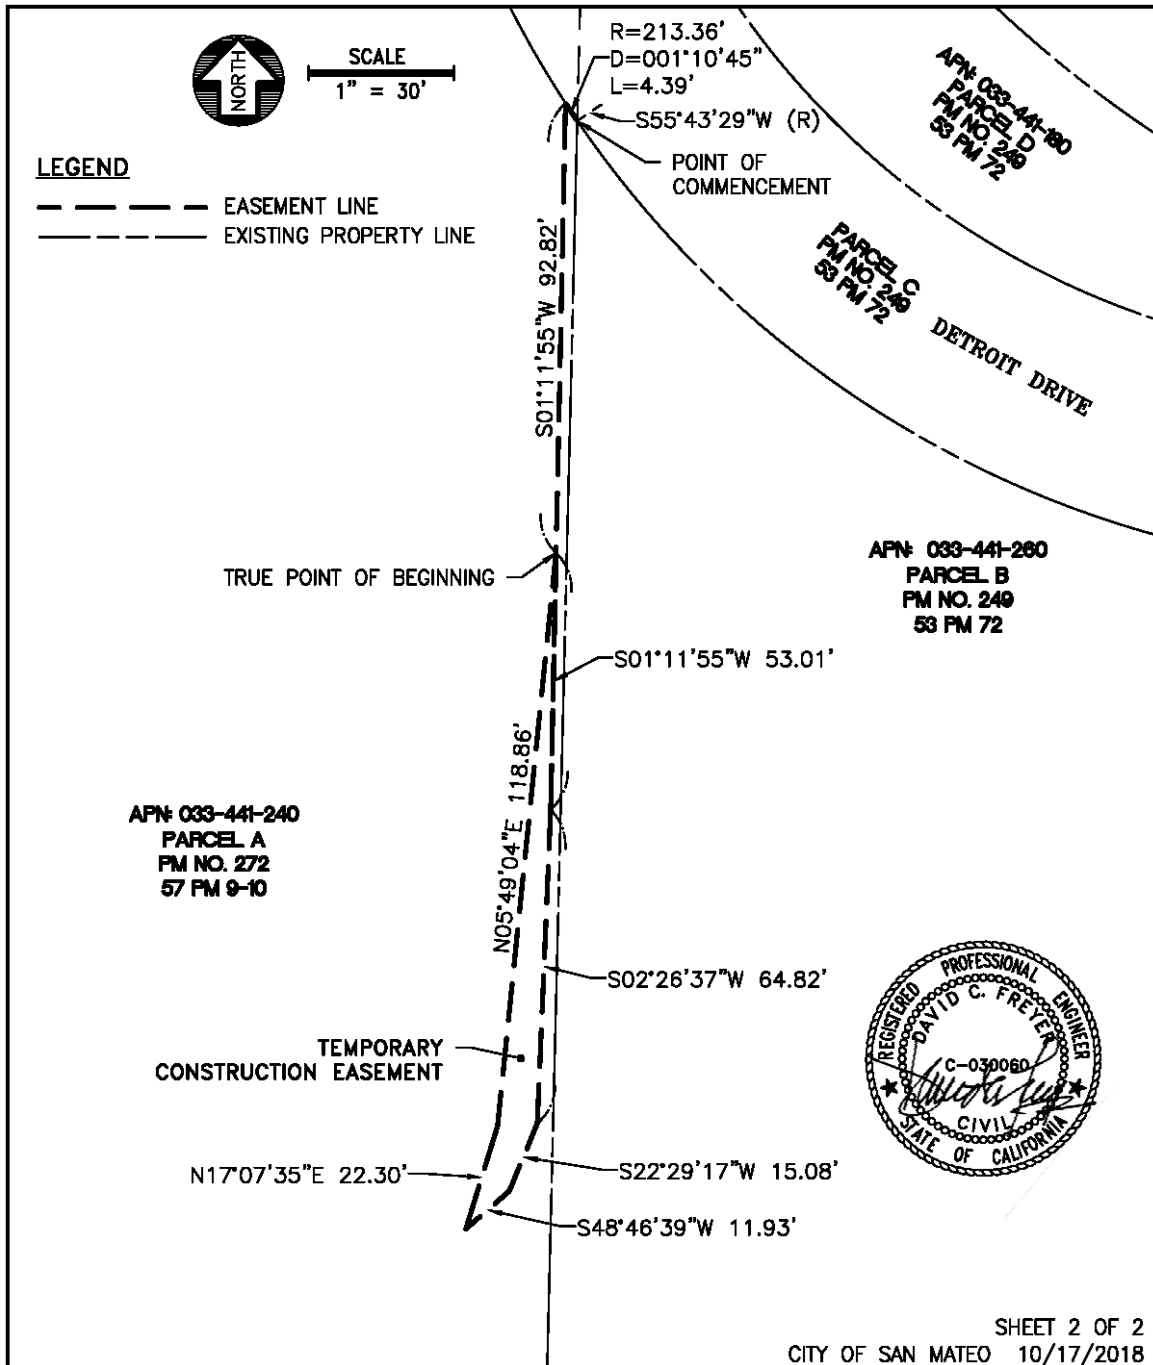 NORTH
SCALE
1" = 30'
R=213.36'
D=001°10'45"
L=4.39'
S55°43'29"W (R)
POINT OF
COMMENCEMENT
APN: 033-441-180
PARCEL D
PM NO. 249
53 PM 72
LEGEND
EASEMENT LINE
EXISTING PROPERTY LINE
PARCEL C
PM NO. 249
53 PM 72
DETROIT DRIVE
S01°11'55"W 92.82'
TRUE POINT OF BEGINNING
APN: 033-441-260
PARCEL B
PM NO. 249
53 PM 72
S01°11'55"W 53.01'
N05°49'04"E 118.86'
APN: 033-441-240
PARCEL A
PM NO. 272
57 PM 9-10
S02°26'37"W 64.82'
TEMPORARY
CONSTRUCTION EASEMENT
REGISTERED PROFESSIONAL ENGINEER
DAVID C. FREYER
C-030060
CIVIL
STATE OF CALIFORNIA
N17°07'35"E 22.30'
S22°29'17"W 15.08'
S48°46'39"W 11.93'
SHEET 2 OF 2
CITY OF SAN MATEO 10/17/2018